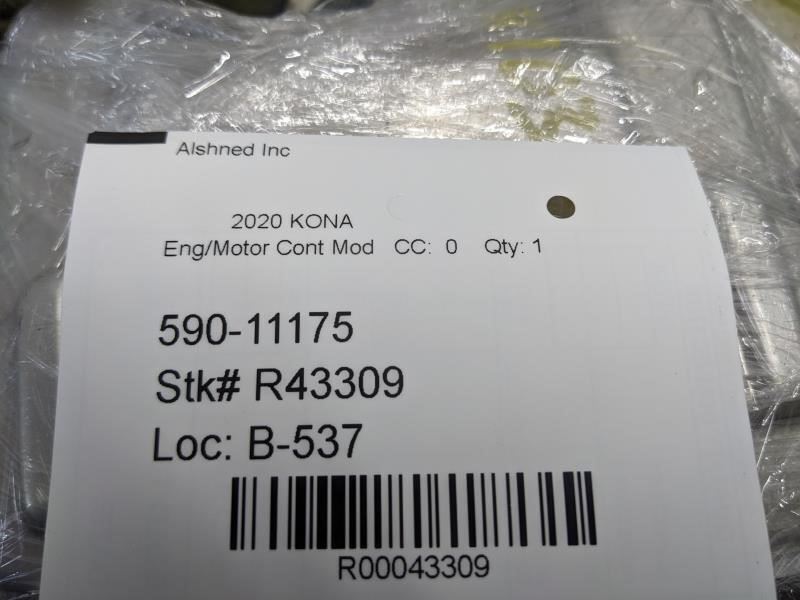 Alshned Inc
2020 KONA
Eng/Motor Cont Mod CC: 0 Qty: 1
590-11175
Stk# R43309
Loc: B-537
R00043309